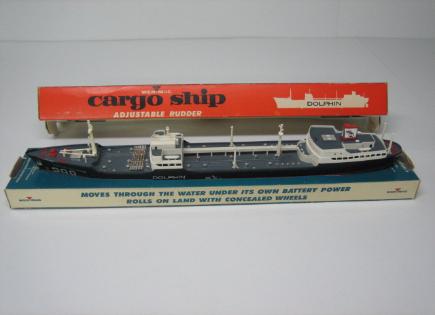 cargo ship
ADJUSTABLE RUDDER
DOLPHIN
DOLPHIN
MOVES THROUGH THE WATER UNDER ITS OWN BATTERY POWER
ROLLS ON LAND WITH CONCEALED WHEELS